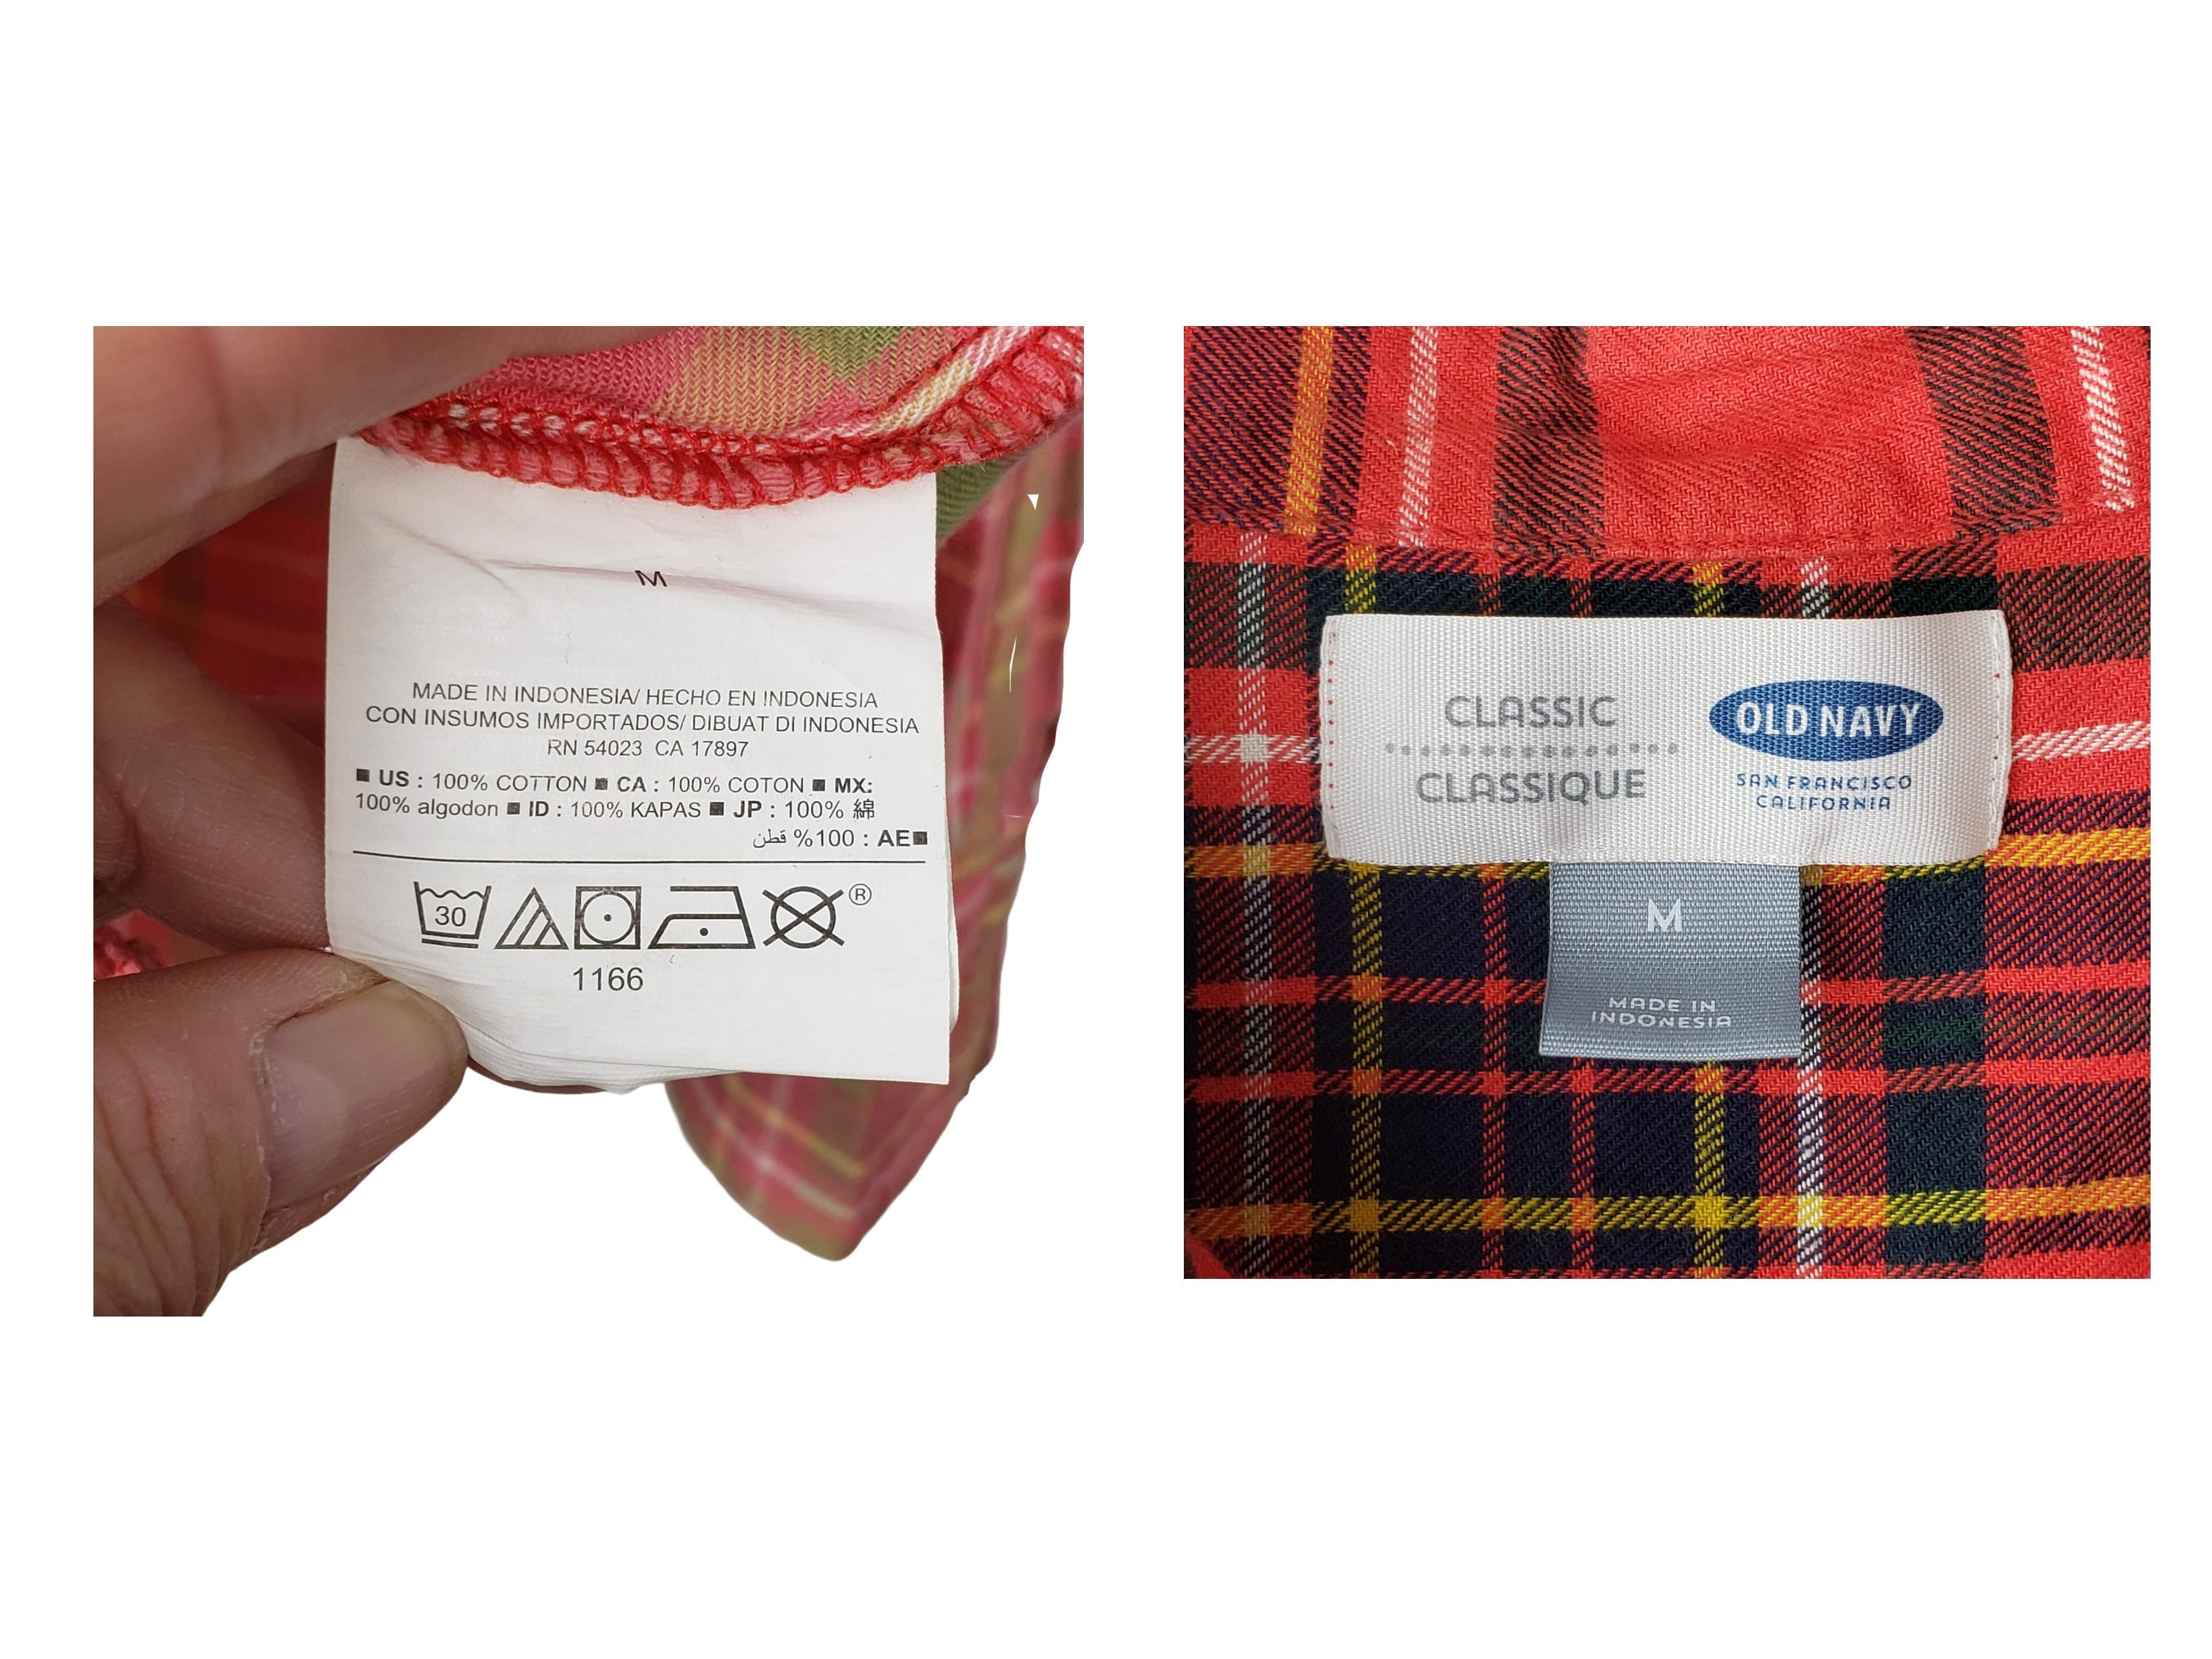 M
MADE IN INDONESIA/ HECHO EN INDONESIA
CON INSUMOS IMPORTADOS/ DIBUAT DI INDONESIA
RN 54023 CA 17897
■ US : 100% COTTON ■ CA : 100% COTON ■ MX:
100% algodon ■ ID : 100% KAPAS ■ JP : 100% 綿
■AE : 100% قطن
30
®
1166
CLASSIC
CLASSIQUE
OLD NAVY
SAN FRANCISCO
CALIFORNIA
M
MADE IN
INDONESIA